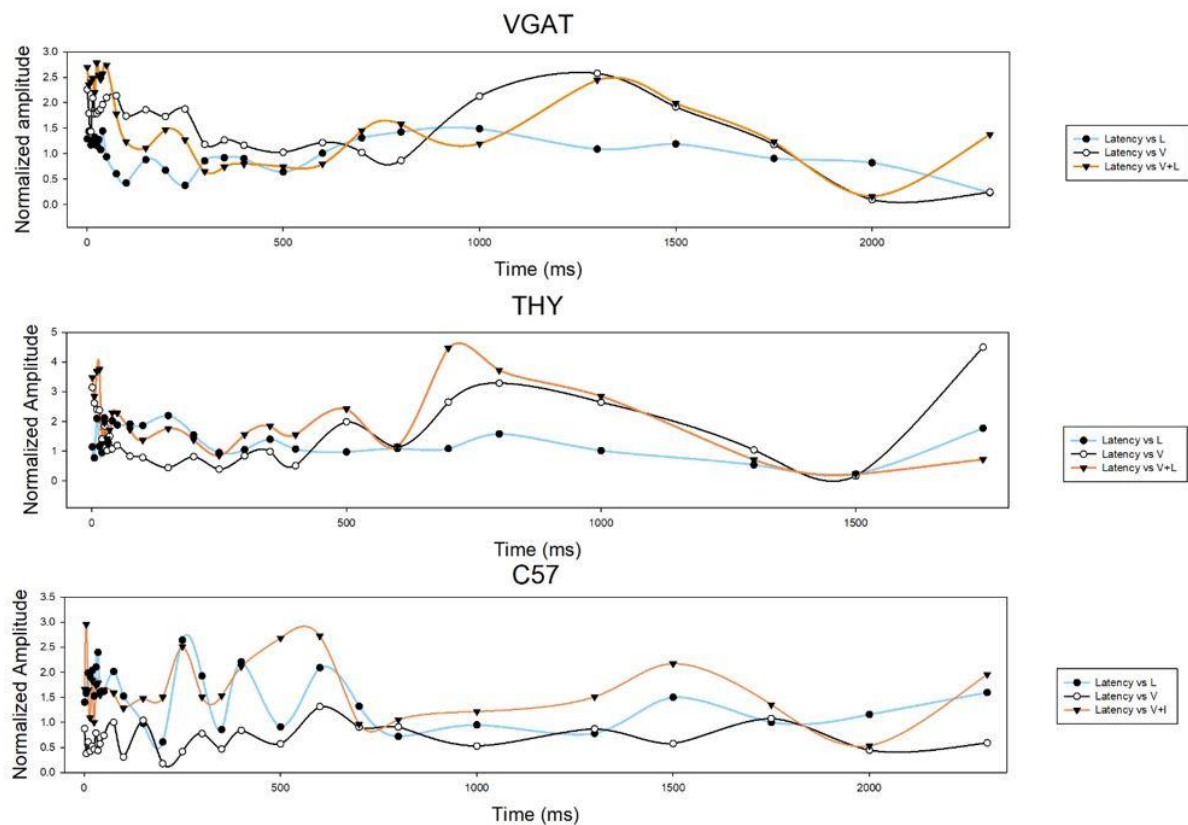 VGAT
Normalized amplitude
3.0
2.5
2.0
1.5
1.0
0.5
0.0
0
500
1000
1500
2000
Time (ms)
Latency vs L
Latency vs V
Latency vs V+L
THY
Normalized Amplitude
5
4
3
2
1
0
0
500
1000
1500
Time (ms)
Latency vs L
Latency vs V
Latency vs V+L
C57
Normalized Amplitude
3.5
3.0
2.5
2.0
1.5
1.0
0.5
0.0
0
500
1000
1500
2000
Time (ms)
Latency vs L
Latency vs V
Latency vs V+l